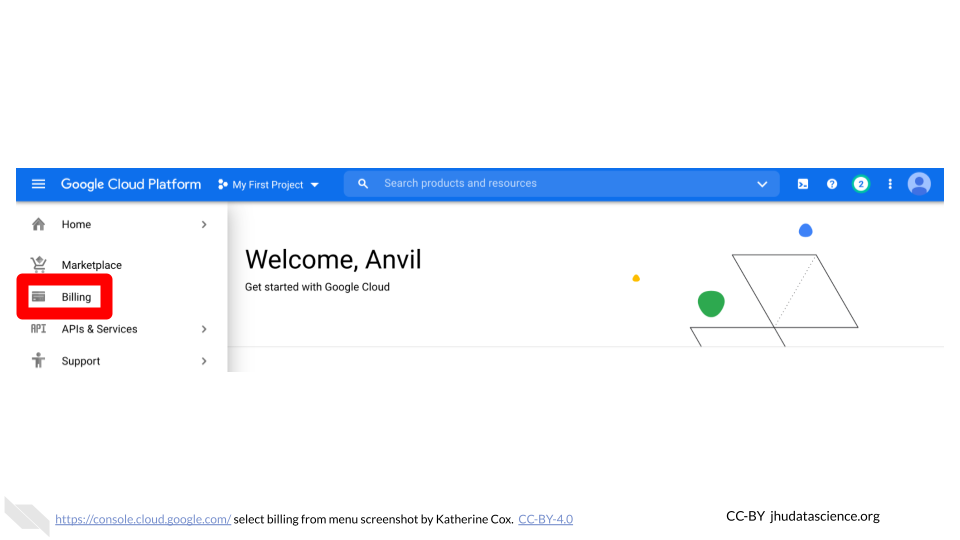 Google Cloud Platform My First Project Search products and resources 2
Home
Marketplace
Billing
API APIs & Services
Support
Welcome, Anvil
Get started with Google Cloud
https://console.cloud.google.com/ select billing from menu screenshot by Katherine Cox. CC-BY-4.0
CC-BY jhudatascience.org